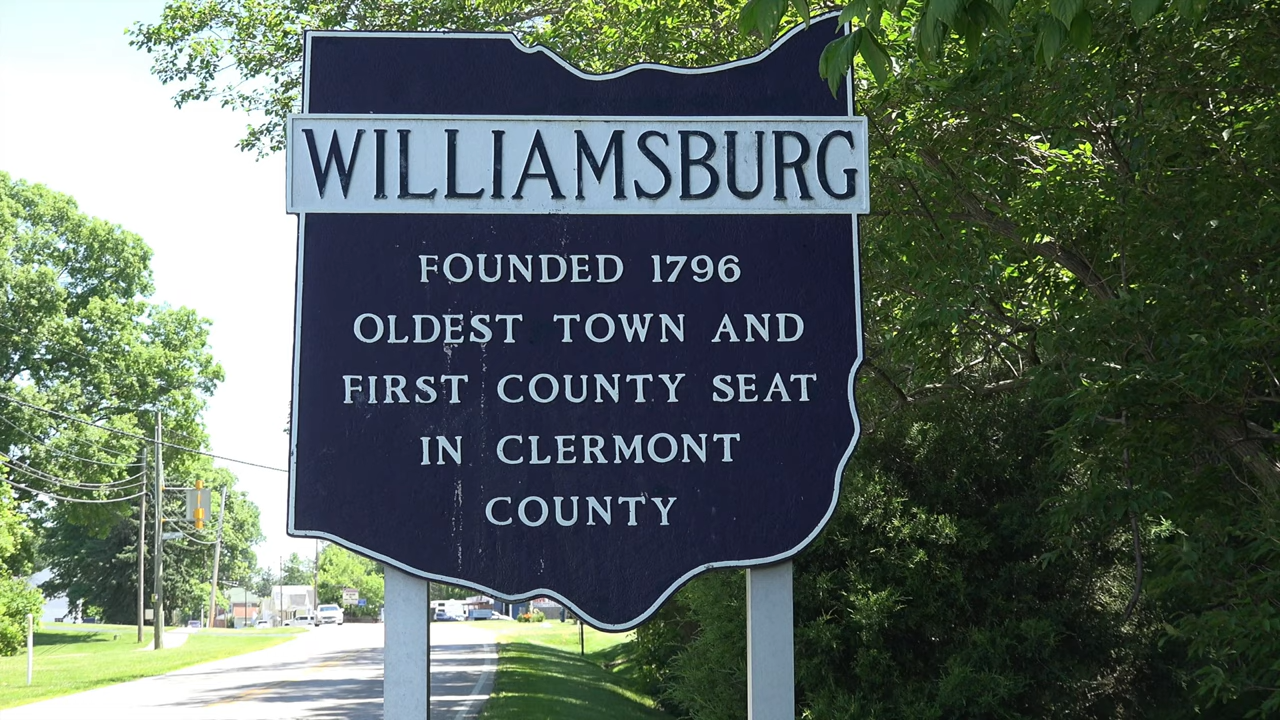 WILLIAMSBURG
FOUNDED 1796
OLDEST TOWN AND
FIRST COUNTY SEAT
IN CLERMONT
COUNTY